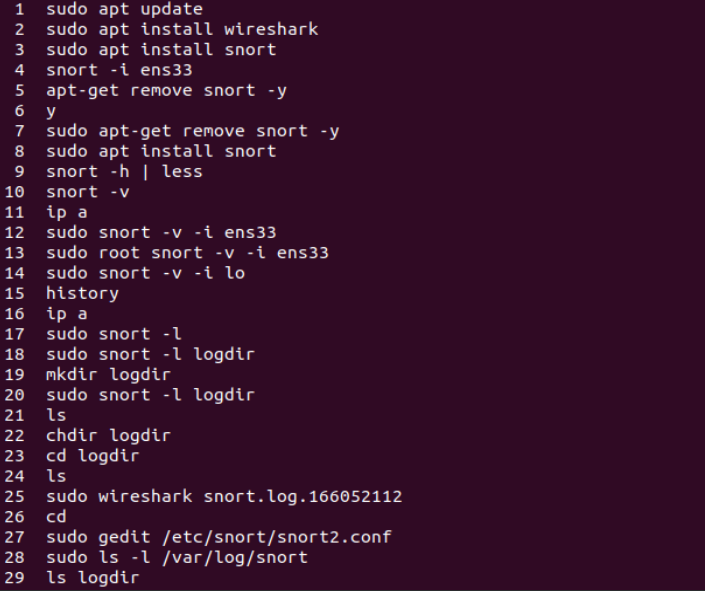 1 sudo apt update
2 sudo apt install wireshark
3 sudo apt install snort
4 snort -i ens33
5 apt-get remove snort -y
6 y
7 sudo apt-get remove snort -y
8 sudo apt install snort
9 snort -h | less
10 snort -v
11 ip a
12 sudo snort -v -i ens33
13 sudo root snort -v -i ens33
14 sudo snort -v -i lo
15 history
16 ip a
17 sudo snort -l
18 sudo snort -l logdir
19 mkdir logdir
20 sudo snort -l logdir
21 ls
22 chdir logdir
23 cd logdir
24 ls
25 sudo wireshark snort.log.166052112
26 cd
27 sudo gedit /etc/snort/snort2.conf
28 sudo ls -l /var/log/snort
29 ls logdir